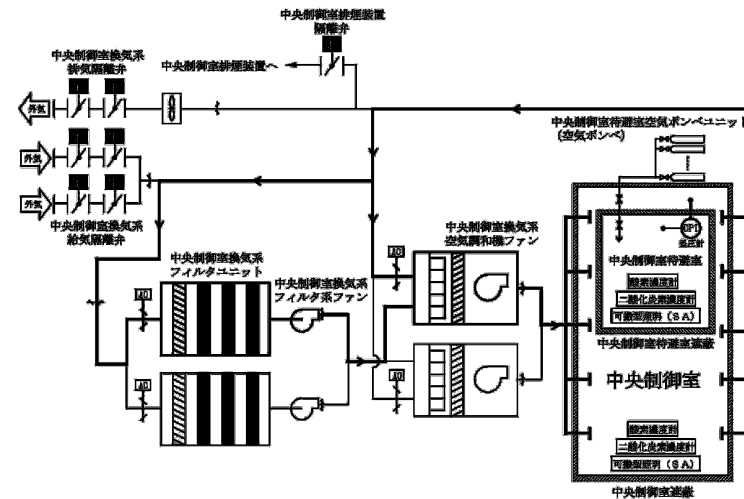 中央制御室排煙装置
隔離弁
中央制御室換気系
排気隔離弁
中央制御室排煙装置へ
外気
外気
外気
中央制御室換気系
給気隔離弁
中央制御室待避室空気ボンベユニット
(空気ボンベ)
中央制御室換気系
フィルタユニット
中央制御室換気系
フィルタ系ファン
中央制御室換気系
空気調和機ファン
AO
AO
AO
AO
DPI
差圧計
中央制御室待避室
酸素濃度計
二酸化炭素濃度計
可搬型照明(SA)
中央制御室待避室遮蔽
中央制御室
酸素濃度計
二酸化炭素濃度計
可搬型照明(SA)
中央制御室遮蔽